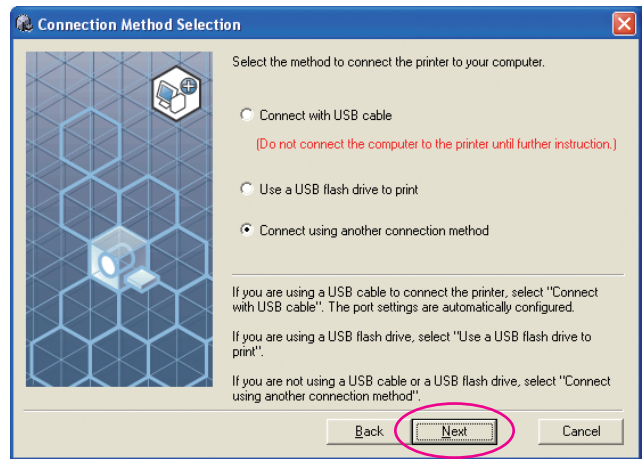 Connection Method Selection
Select the method to connect the printer to your computer.
Connect with USB cable
(Do not connect the computer to the printer until further instruction.)
Use a USB flash drive to print
Connect using another connection method
If you are using a USB cable to connect the printer, select "Connect
with USB cable". The port settings are automatically configured.
If you are using a USB flash drive, select "Use a USB flash drive to
print".
If you are not using a USB cable or a USB flash drive, select "Connect
using another connection method".
Back
Next
Cancel